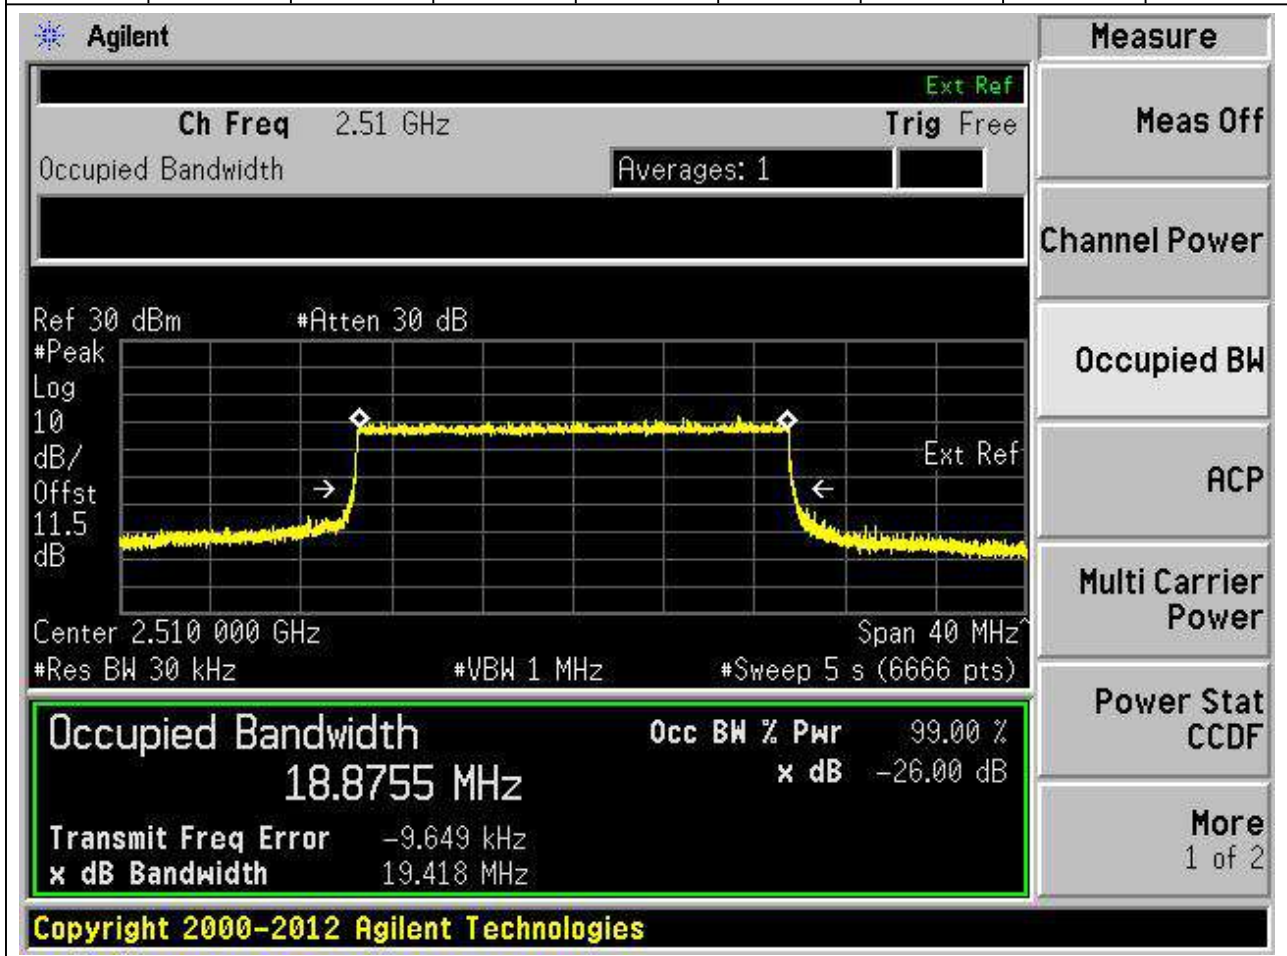 Agilent
Measure
Ext Ref
Ch Freq 2.51 GHz Trig Free
Meas Off
Occupied Bandwidth Averages: 1
Channel Power
Ref 30 dBm #Atten 30 dB
#Peak
Log
10
dB/
Offst
11.5
dB
Ext Ref
Occupied BW
ACP
Center 2.510 000 GHz Span 40 MHz^
#Res BW 30 kHz #VBW 1 MHz #Sweep 5 s (6666 pts)
Multi Carrier
Power
Occupied Bandwidth Occ BW % Pwr 99.00 %
18.8755 MHz x dB -26.00 dB
Transmit Freq Error -9.649 kHz
x dB Bandwidth 19.418 MHz
Power Stat
CCDF
More
1 of 2
Copyright 2000-2012 Agilent Technologies